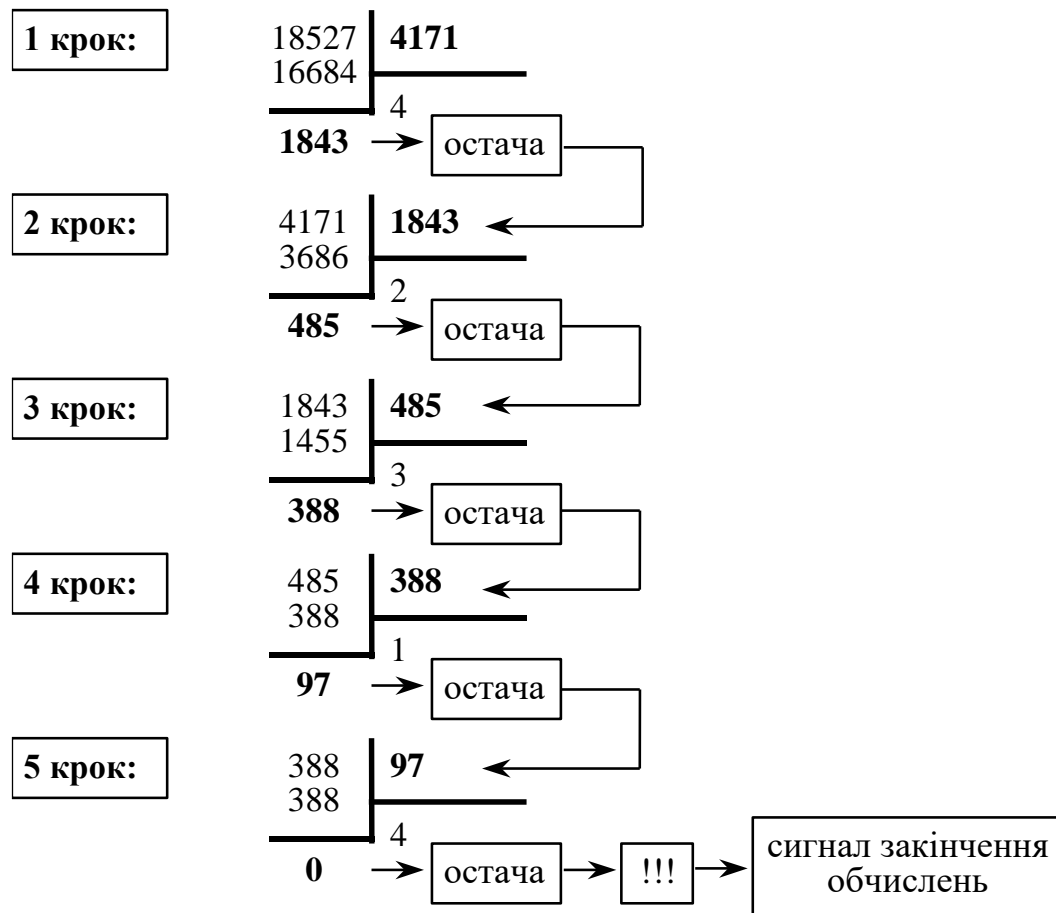 1 крок:
18527 4171
16684
4
1843 остача
2 крок:
4171 1843
3686
2
485 остача
3 крок:
1843 485
1455
3
388 остача
4 крок:
485 388
388
1
97 остача
5 крок:
388 97
388
4
0 остача !!! сигнал закінчення
обчислень